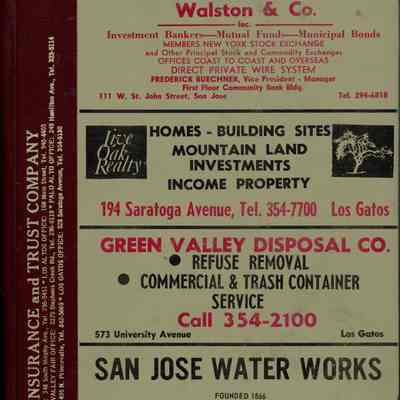 Walston & Co.
Inc.
Investment Bankers—Mutual Funds—Municipal Bonds
MEMBERS NEW YORK STOCK EXCHANGE
and Other Principal Stock and Commodity Exchanges
OFFICES COAST TO COAST AND OVERSEAS
DIRECT PRIVATE WIRE SYSTEM
FREDERICK BUECHNER, Vice President - Manager
First Floor Community Bank Bldg.
111 W. St. John Street, San Jose Tel. 294-6818
Live
Oak
Realty
HOMES - BUILDING SITES
MOUNTAIN LAND
INVESTMENTS
INCOME PROPERTY
194 Saratoga Avenue, Tel. 354-7700 Los Gatos
GREEN VALLEY DISPOSAL CO.
• REFUSE REMOVAL
• COMMERCIAL & TRASH CONTAINER
SERVICE
Call 354-2100
573 University Avenue Los Gatos
SAN JOSE WATER WORKS
FOUNDED 1866
INSURANCE and TRUST COMPANY